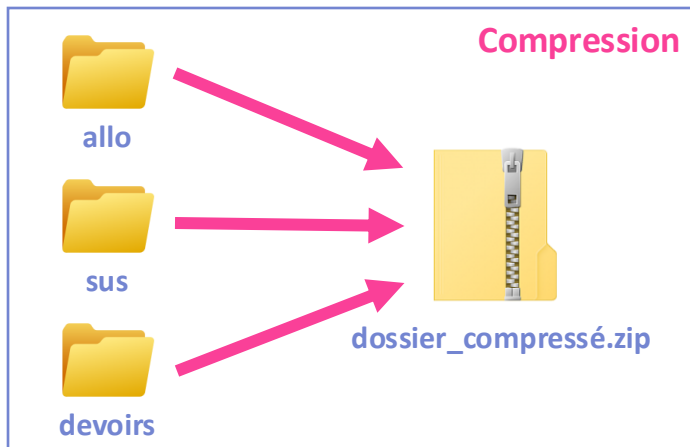 Compression
allo
sus
devoirs
dossier_compressé.zip